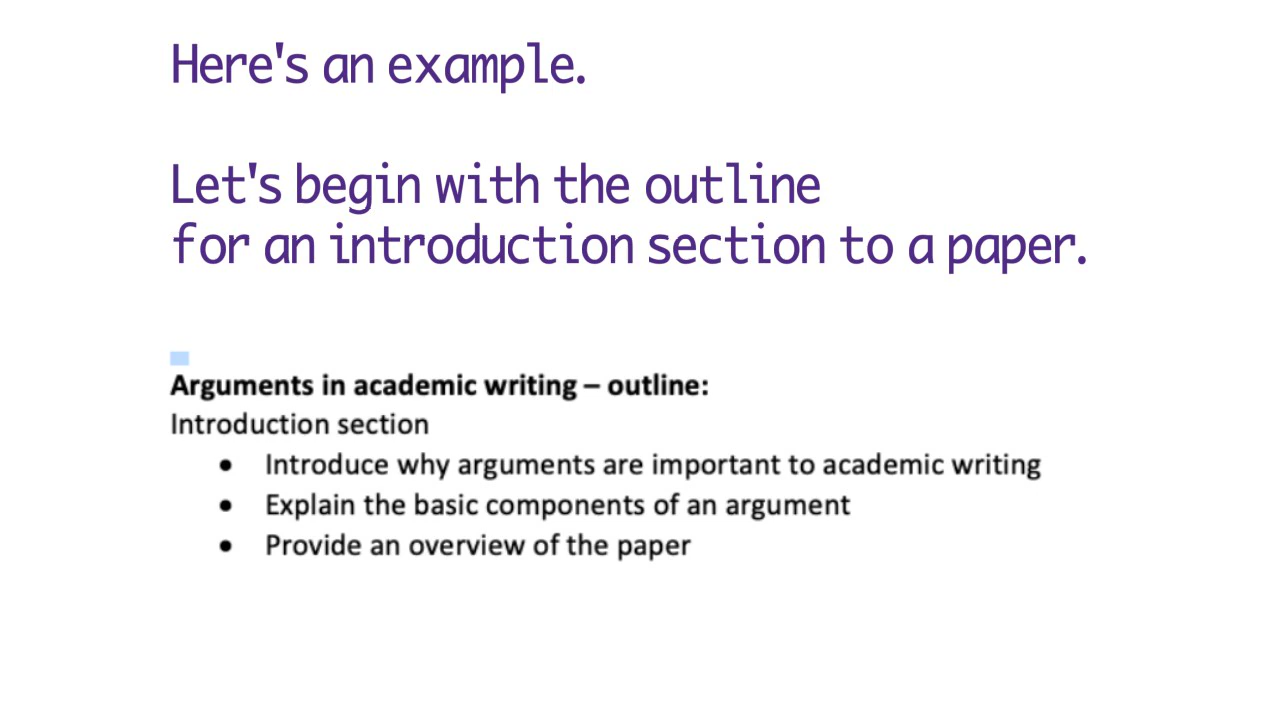 Here's an example.
Let's begin with the outline
for an introduction section to a paper.
Arguments in academic writing – outline:
Introduction section
• Introduce why arguments are important to academic writing
• Explain the basic components of an argument
• Provide an overview of the paper